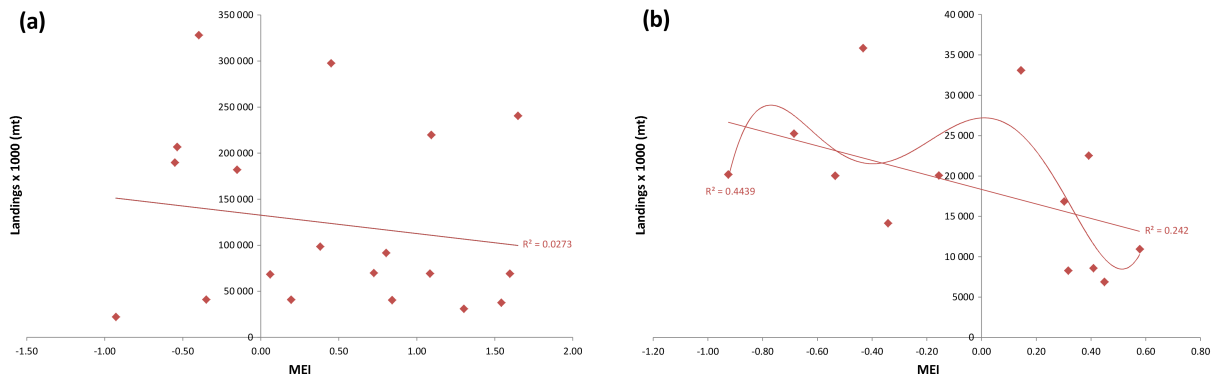 (a)
350 000
300 000
250 000
200 000
150 000
100 000
50 000
0
Landings x 1000 (mt)
R² = 0.0273
-1.50 -1.00 -0.50 0.00 0.50 1.00 1.50 2.00
MEI
(b)
40 000
35 000
30 000
25 000
20 000
15 000
10 000
5000
0
Landings x 1000 (mt)
R² = 0.4439
R² = 0.242
-1.20 -1.00 -0.80 -0.60 -0.40 -0.20 0.00 0.20 0.40 0.60 0.80
MEI